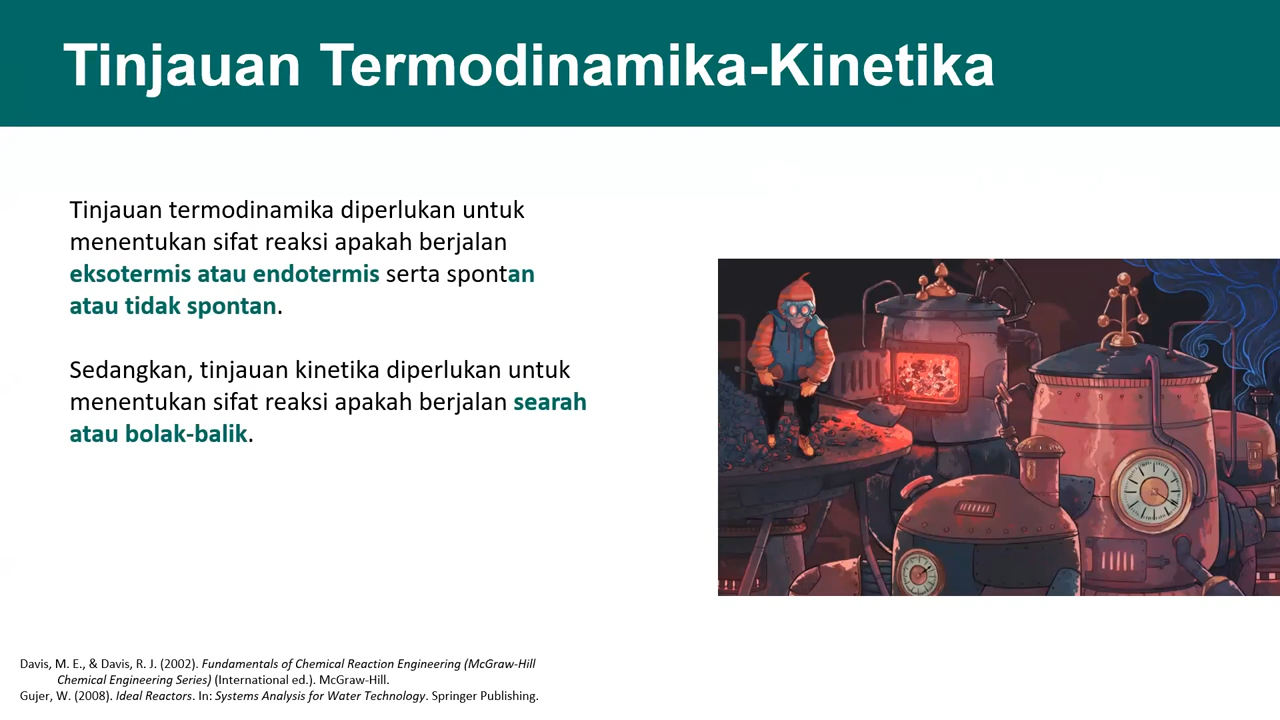 Tinjauan Termodinamika-Kinetika
Tinjauan termodinamika diperlukan untuk
menentukan sifat reaksi apakah berjalan
eksotermis atau endotermis serta spontan
atau tidak spontan.
Sedangkan, tinjauan kinetika diperlukan untuk
menentukan sifat reaksi apakah berjalan searah
atau bolak-balik.
Davis, M. E., & Davis, R. J. (2002). Fundamentals of Chemical Reaction Engineering (McGraw-Hill
Chemical Engineering Series) (International ed.). McGraw-Hill.
Gujer, W. (2008). Ideal Reactors. In: Systems Analysis for Water Technology. Springer Publishing.